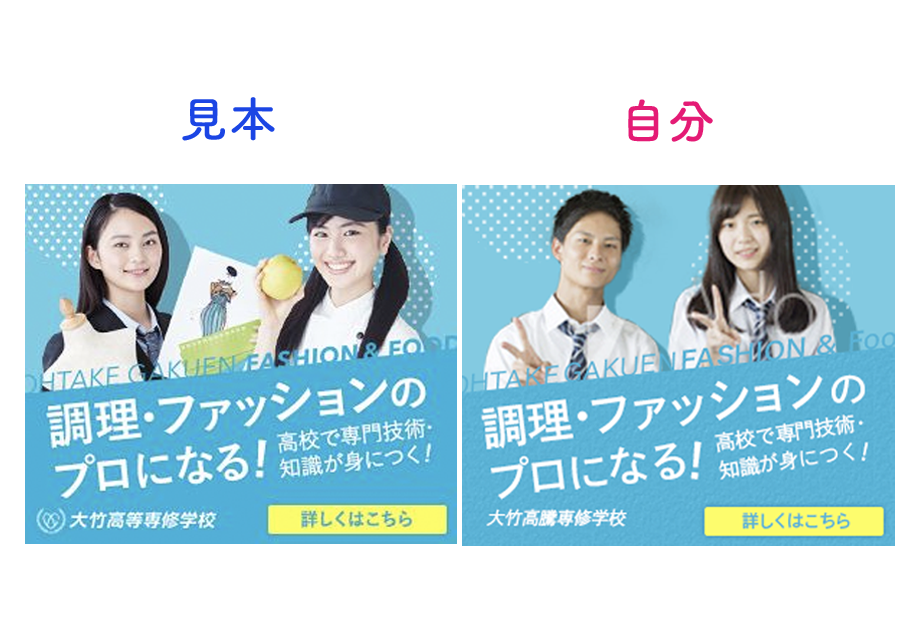 見本
自分
OHTAKE GAKUEN FASHION & FOOD
調理・ファッションの
プロになる!
高校で専門技術・
知識が身につく!
大竹高等専修学校
詳しくはこちら
OHTAKE GAKUEN FASHION & Foo
調理・ファッションの
プロになる!
高校で専門技術・
知識が身につく!
大竹高騰専修学校
詳しくはこちら